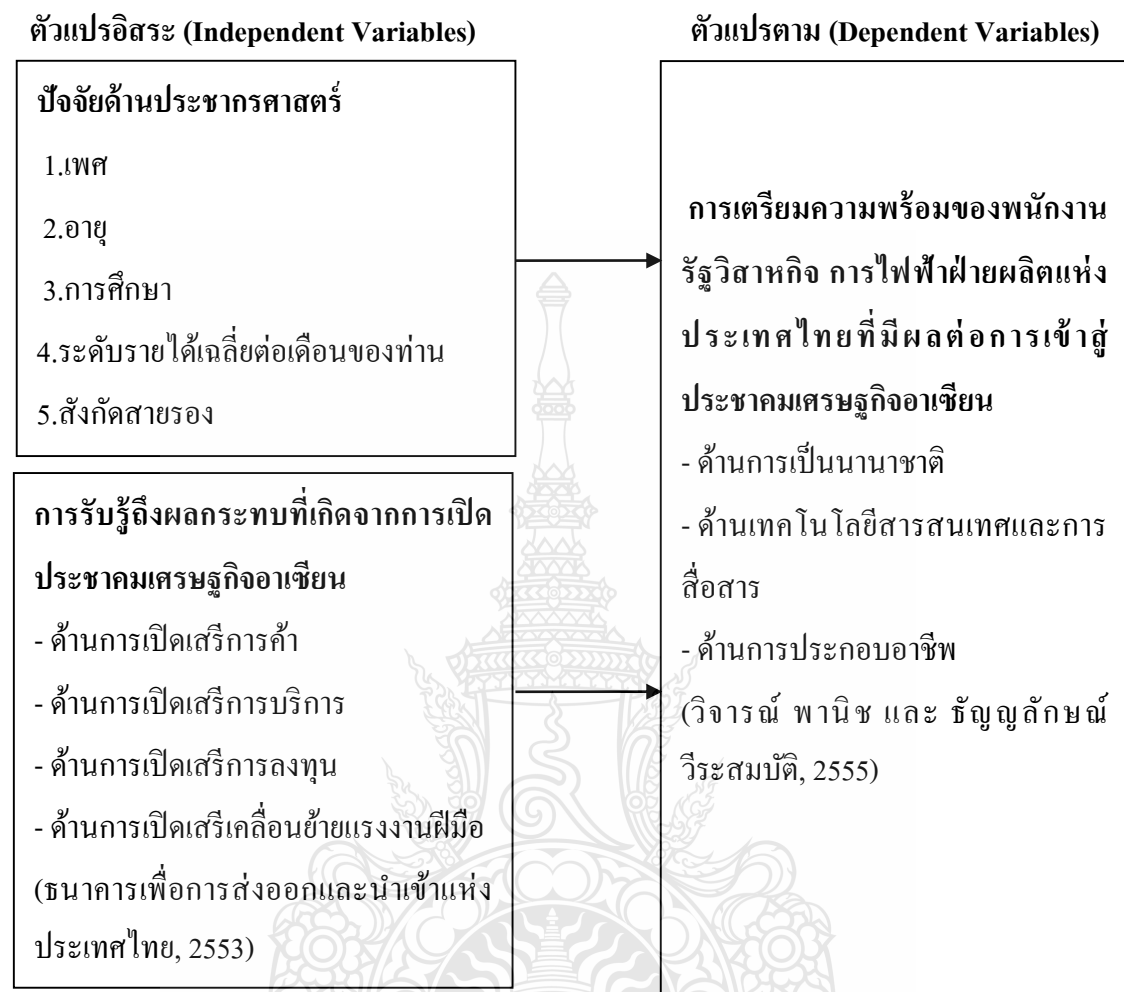 ตัวแปรอิสระ (Independent Variables)
ปัจจัยด้านประชากรศาสตร์
1.เพศ
2.อายุ
3.การศึกษา
4.ระดับรายได้เฉลี่ยต่อเดือนของท่าน
5.สังกัดสายรอง
การรับรู้ถึงผลกระทบที่เกิดจากการเปิด
ประชาคมเศรษฐกิจอาเซียน
- ด้านการเปิดเสรีการค้า
- ด้านการเปิดเสรีการบริการ
- ด้านการเปิดเสรีการลงทุน
- ด้านการเปิดเสรีเคลื่อนย้ายแรงงานฝีมือ
(ธนาคารเพื่อการส่งออกและนำเข้าแห่ง
ประเทศไทย, 2553)
ตัวแปรตาม (Dependent Variables)
การเตรียมความพร้อมของพนักงาน
รัฐวิสาหกิจ การไฟฟ้าฝ่ายผลิตแห่ง
ประเทศไทยที่มีผลต่อการเข้าสู่
ประชาคมเศรษฐกิจอาเซียน
- ด้านการเป็นนานาชาติ
- ด้านเทคโนโลยีสารสนเทศและการ
สื่อสาร
- ด้านการประกอบอาชีพ
(วิจารณ์ พานิช และ ธัญญลักษณ์
วีระสมบัติ, 2555)